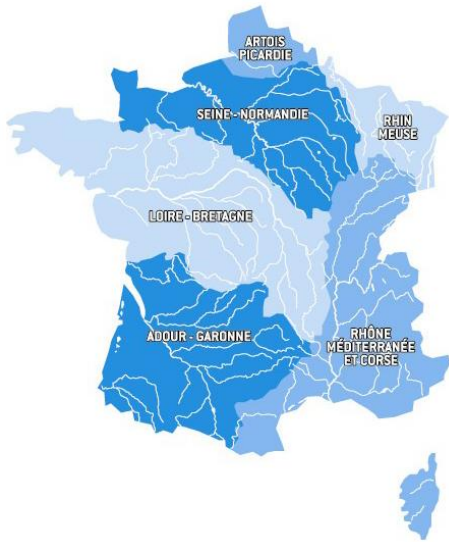 ARTOIS
PICARDIE
SEINE - NORMANDIE
RHIN
MEUSE
LOIRE - BRETAGNE
ADOUR - GARONNE
RHÔNE
MÉDITERRANÉE
ET CORSE